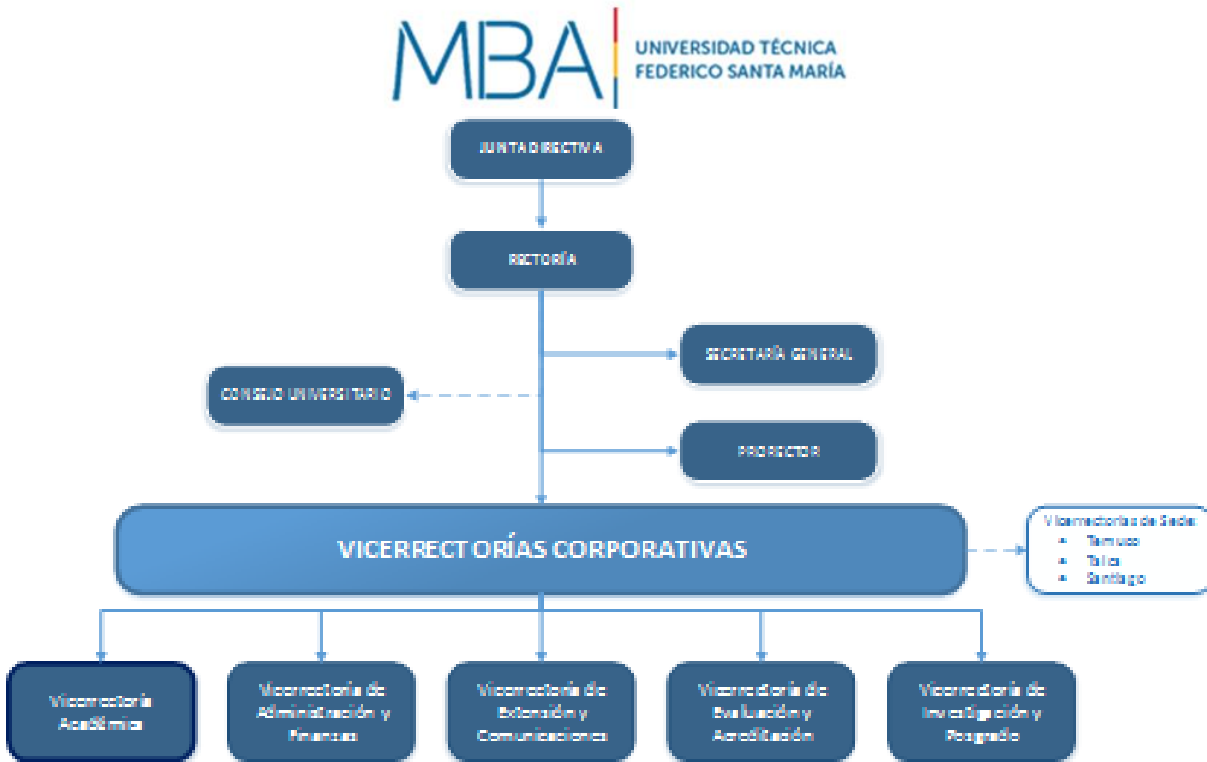 MBA
UNIVERSIDAD TÉCNICA
FEDERICO SANTA MARÍA
JUNTA DIRECTIVA
RECTORÍA
SECRETARÍA GENERAL
CONSEJO UNIVERSITARIO
PRORECTOR
VICERRECTORÍAS CORPORATIVAS
Vicerrectorías de Sede:
• Temuco
• Talca
• Santiago
Vicerrectoría
Académica
Vicerrectoría de
Administración y
Finanzas
Vicerrectoría de
Extensión y
Comunicaciones
Vicerrectoría de
Evaluación y
Acreditación
Vicerrectoría de
Investigación y
Posgrado